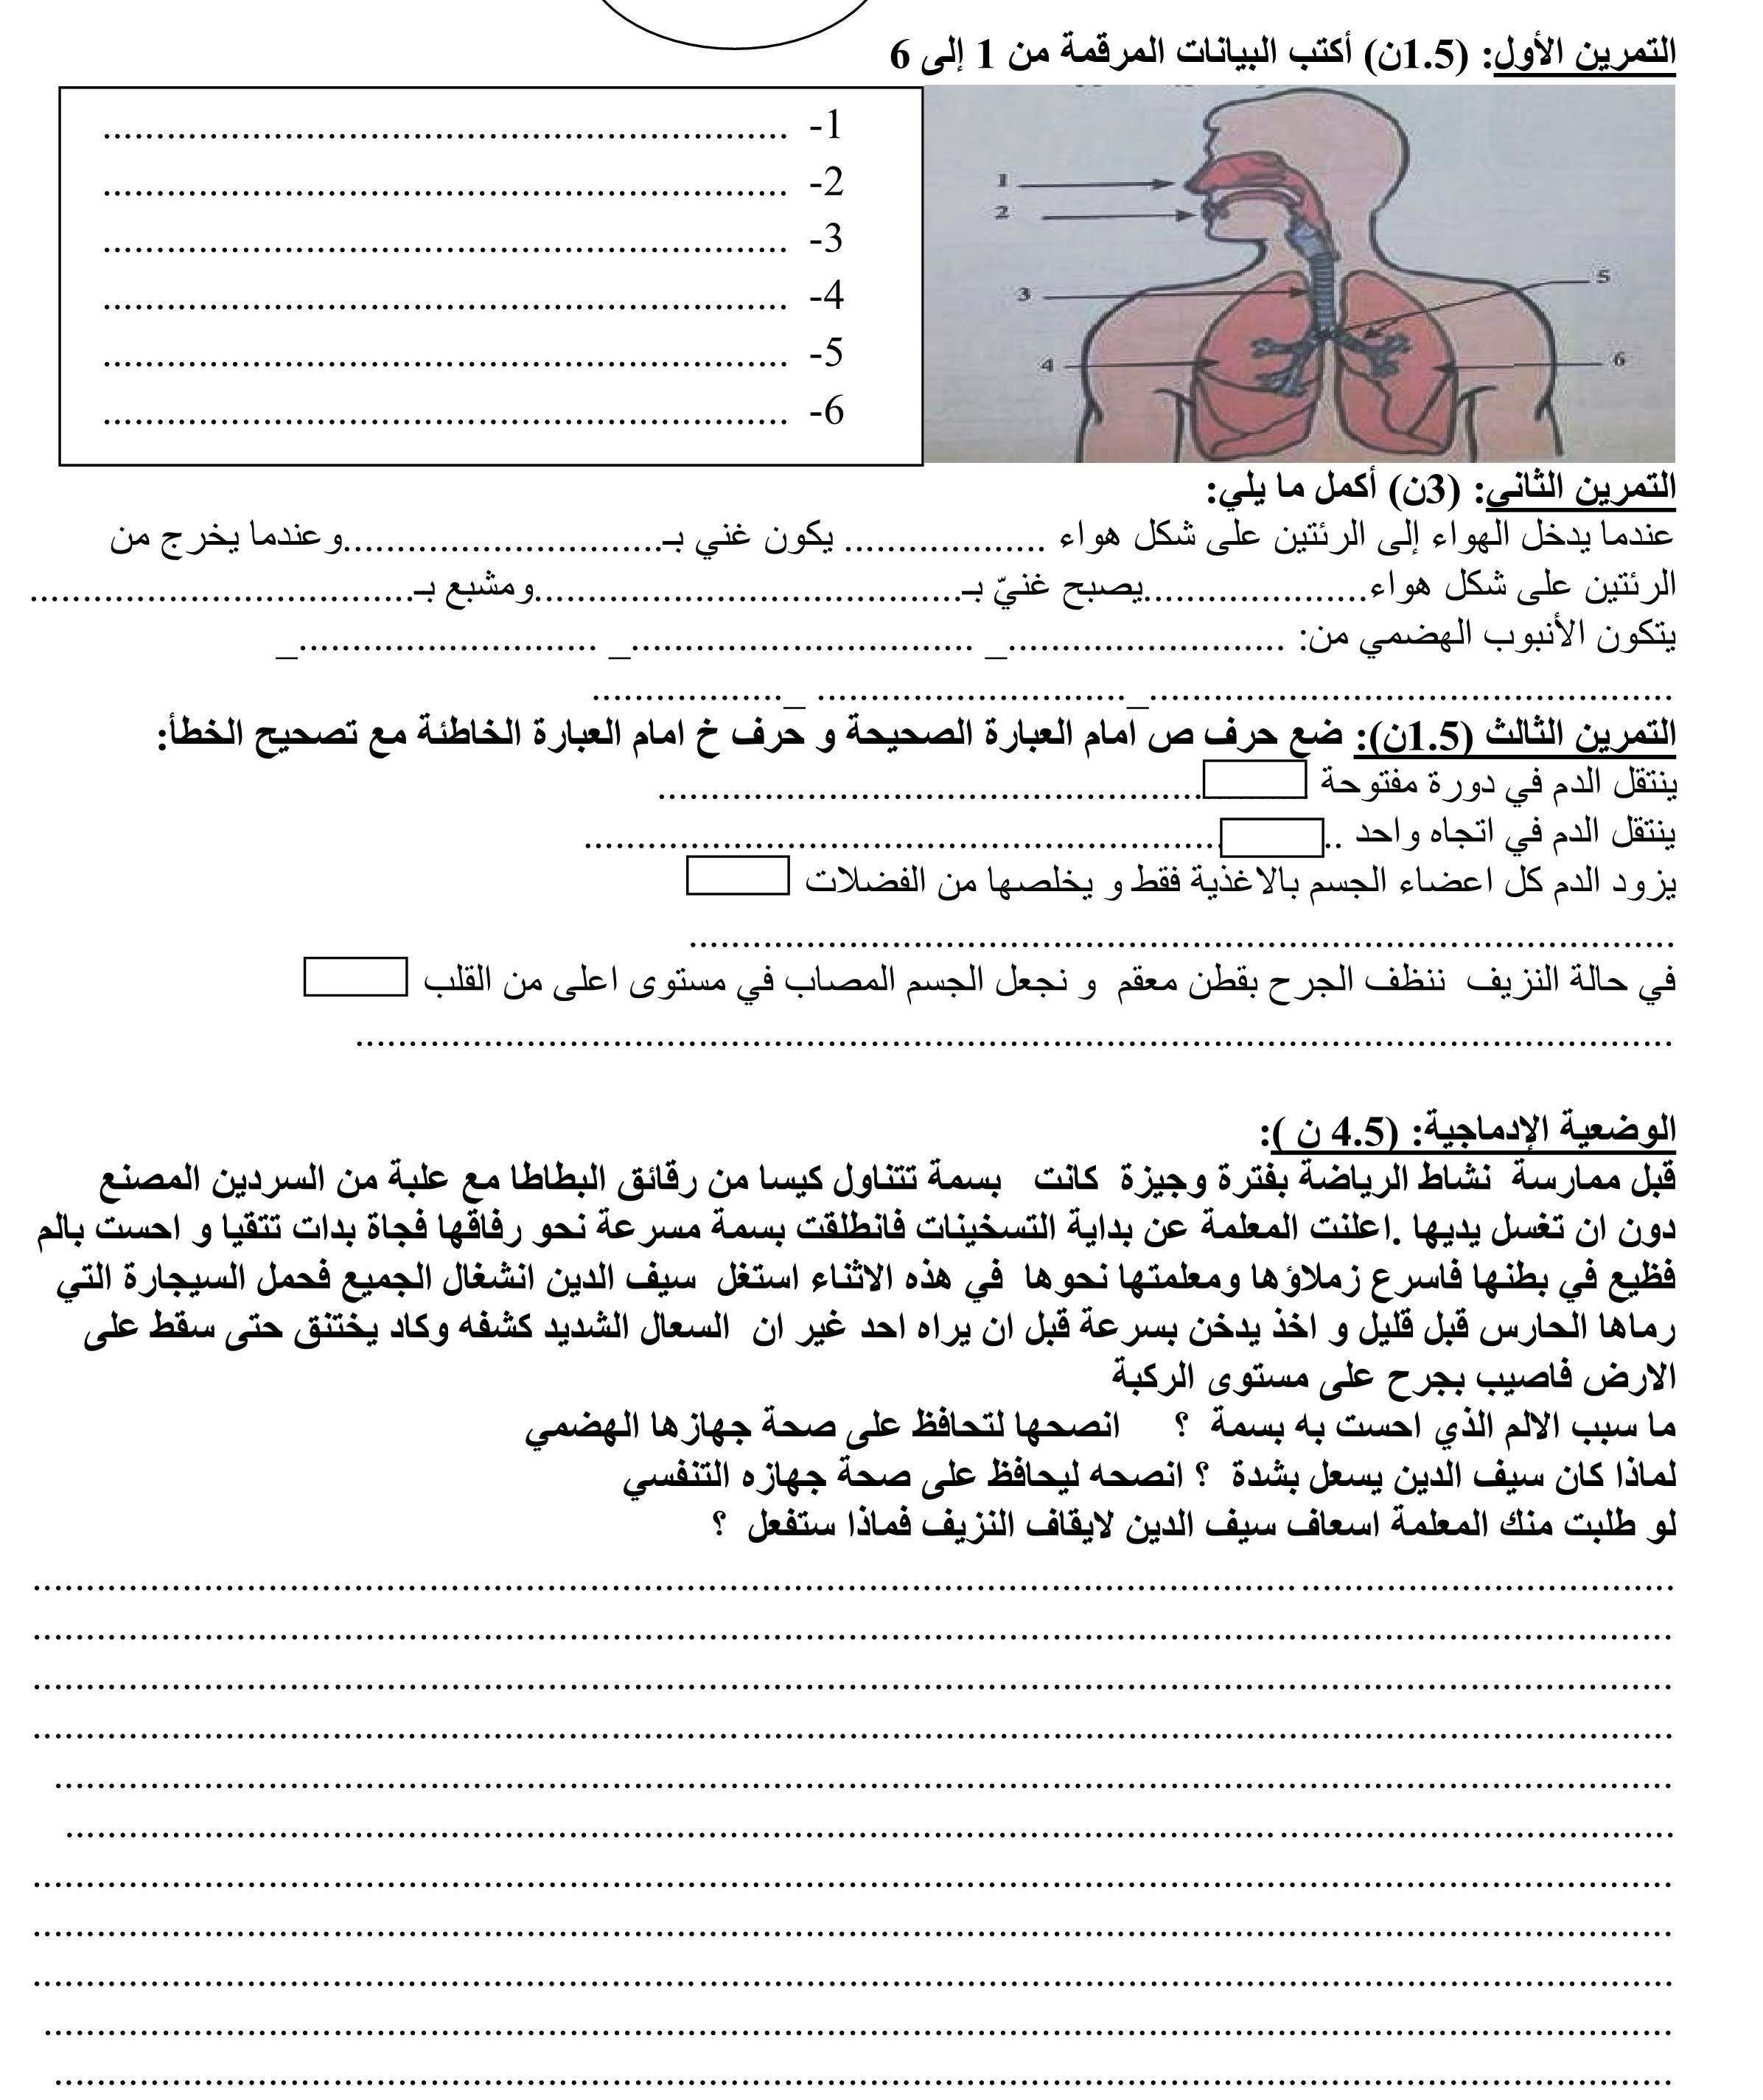 التمرين الأول: (1.5ن) أكتب البيانات المرقمة من 1 إلى 6
1- ................................................................
2- ................................................................
3- ................................................................
4- ................................................................
5- ................................................................
6- ................................................................
1
2
3
4
5
6
التمرين الثاني: (3ن) أكمل ما يلي:
عندما يدخل الهواء إلى الرئتين على شكل هواء ................... يكون غني بـ..............................وعندما يخرج من
الرئتين على شكل هواء.....................يصبح غنيّ بـ........................................ومشبع بـ....................................
يتكون الأنبوب الهضمي من: .........................._ ................................_ ............................_
................................................._ ............................._ ..................
التمرين الثالث (1.5ن): ضع حرف ص امام العبارة الصحيحة و حرف خ امام العبارة الخاطئة مع تصحيح الخطأ:
ينتقل الدم في دورة مفتوحة ...................................................
ينتقل الدم في اتجاه واحد .. ............................................................
يزود الدم كل اعضاء الجسم بالاغذية فقط و يخلصها من الفضلات
.............................................................................................
في حالة النزيف ننظف الجرح بقطن معقم و نجعل الجسم المصاب في مستوى اعلى من القلب
............................................................................................................................
الوضعية الإدماجية: (4.5 ن ):
قبل ممارسة نشاط الرياضة بفترة وجيزة كانت بسمة تتناول كيسا من رقائق البطاطا مع علبة من السردين المصنع
دون ان تغسل يديها .اعلنت المعلمة عن بداية التسخينات فانطلقت بسمة مسرعة نحو رفاقها فجاة بدات تتقيا و احست بالم
فظيع في بطنها فاسرع زملاؤها ومعلمتها نحوها في هذه الاثناء استغل سيف الدين انشغال الجميع فحمل السيجارة التي
رماها الحارس قبل قليل و اخذ يدخن بسرعة قبل ان يراه احد غير ان السعال الشديد كشفه وكاد يختنق حتى سقط على
الارض فاصيب بجرح على مستوى الركبة
ما سبب الالم الذي احست به بسمة ؟ انصحها لتحافظ على صحة جهازها الهضمي
لماذا كان سيف الدين يسعل بشدة ؟ انصحه ليحافظ على صحة جهازه التنفسي
لو طلبت منك المعلمة اسعاف سيف الدين لايقاف النزيف فماذا ستفعل ؟